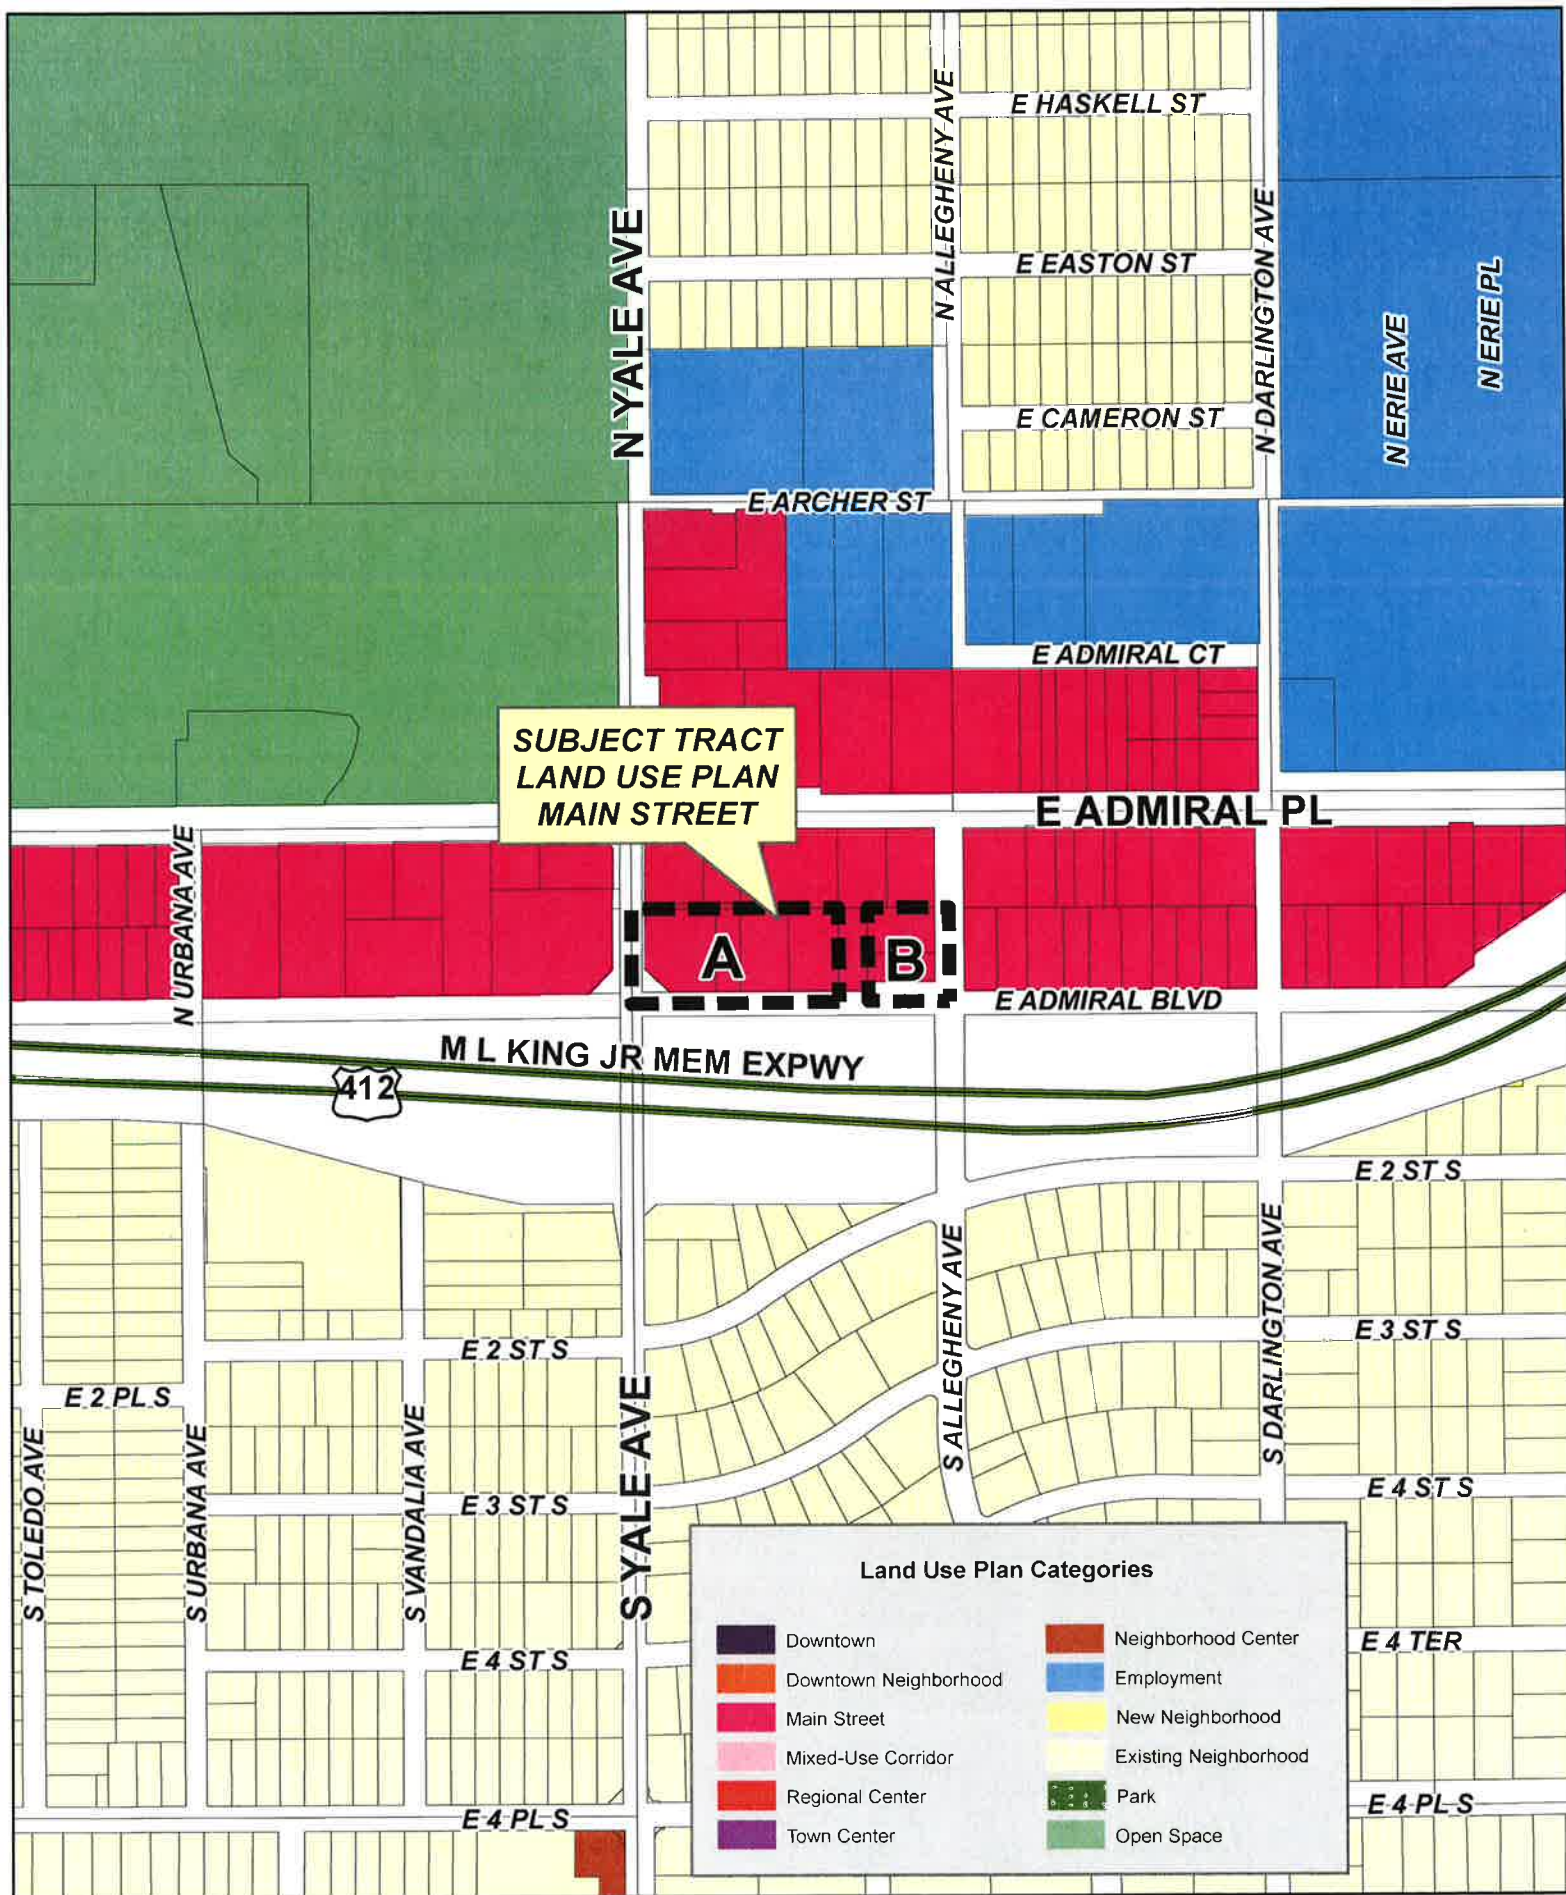 E HASKELL ST
N ALLEGHENY AVE
N YALE AVE
N DARLINGTON AVE
E EASTON ST
N ERIE PL
N ERIE AVE
E CAMERON ST
E ARCHER ST
E ADMIRAL CT
SUBJECT TRACT
LAND USE PLAN
MAIN STREET
E ADMIRAL PL
N URBANA AVE
A
B
E ADMIRAL BLVD
M L KING JR MEM EXPWY
412
E 2 ST S
S ALLEGHENY AVE
S DARLINGTON AVE
E 3 ST S
E 2 ST S
E 2 PL S
S YALE AVE
S TOLEDO AVE
S URBANA AVE
S VANDALIA AVE
E 3 ST S
E 4 ST S
E 4 ST S
E 4 TER
E 4 PL S
E 4 PL S
Land Use Plan Categories
Downtown
Downtown Neighborhood
Main Street
Mixed-Use Corridor
Regional Center
Town Center
Neighborhood Center
Employment
New Neighborhood
Existing Neighborhood
Park
Open Space